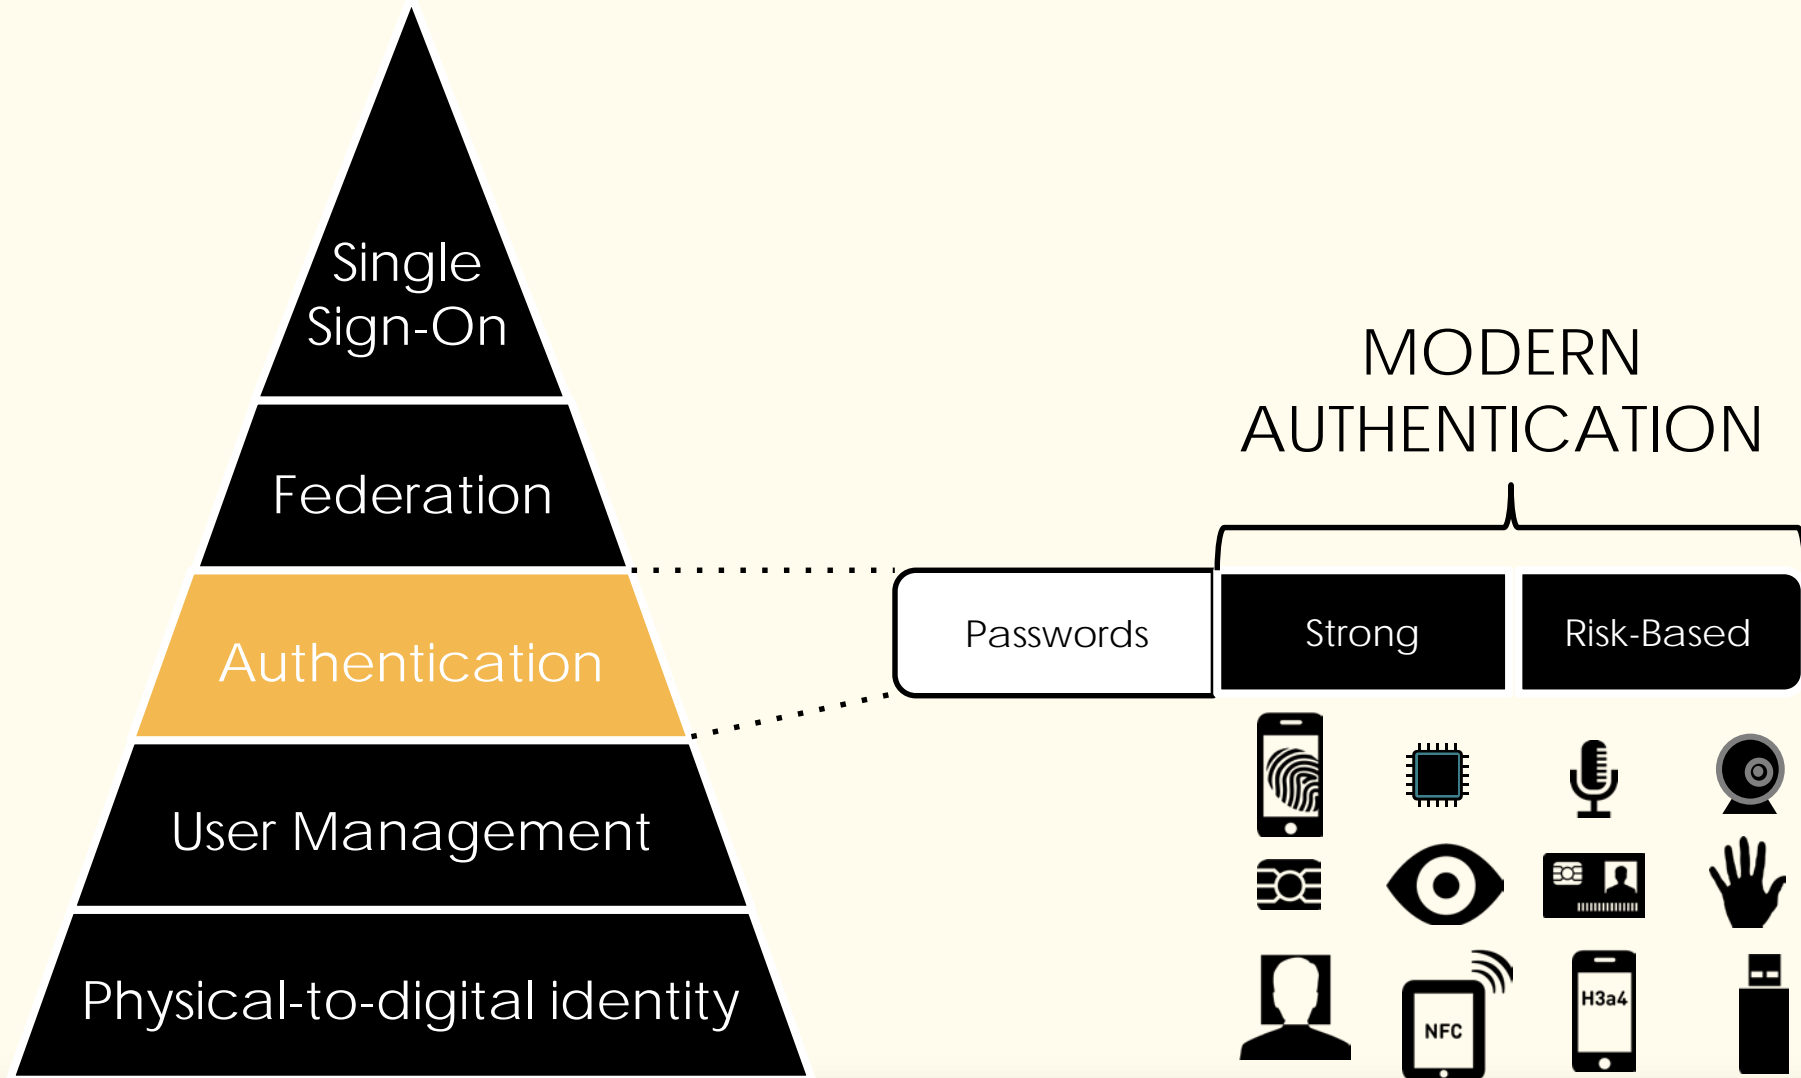 Single
Sign-On
Federation
Authentication
User Management
Physical-to-digital identity
MODERN
AUTHENTICATION
Passwords
Strong
Risk-Based
NFC
H3a4